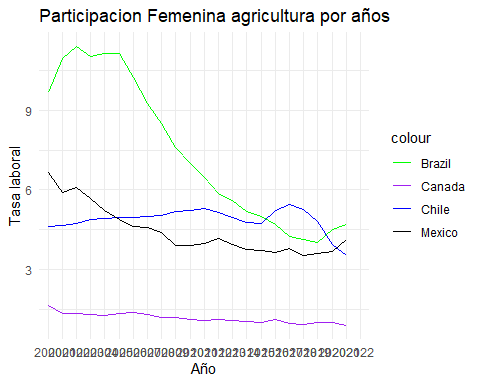 Participacion Femenina agricultura por años
Tasa laboral
9
6
3
Año
colour
Brazil
Canada
Chile
Mexico